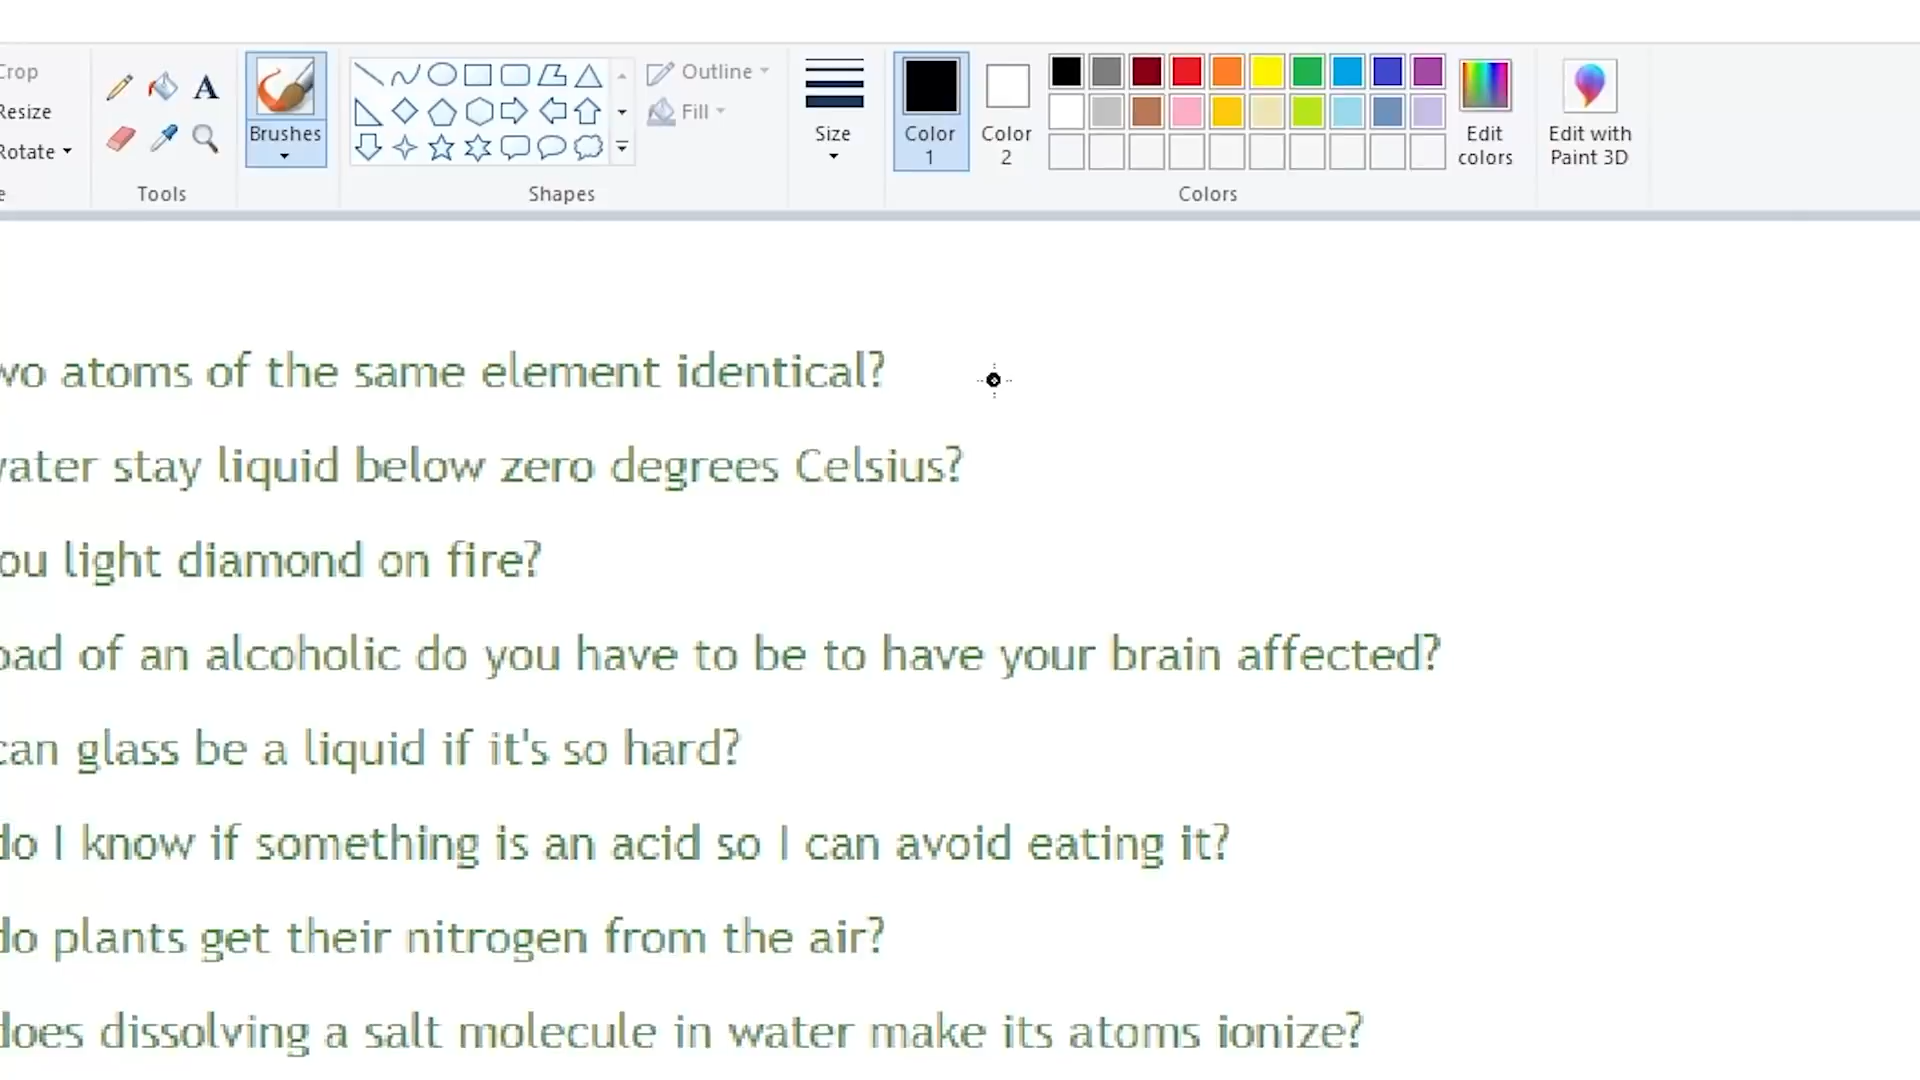 Crop
Resize
Rotate
Tools
Brushes
Shapes
Outline
Fill
Size
Color
1
Color
2
Colors
Edit
colors
Edit with
Paint 3D
atoms of the same element identical?
stay liquid below zero degrees Celsius?
light diamond on fire?
of an alcoholic do you have to be to have your brain affected?
can glass be a liquid if it's so hard?
do I know if something is an acid so I can avoid eating it?
do plants get their nitrogen from the air?
does dissolving a salt molecule in water make its atoms ionize?